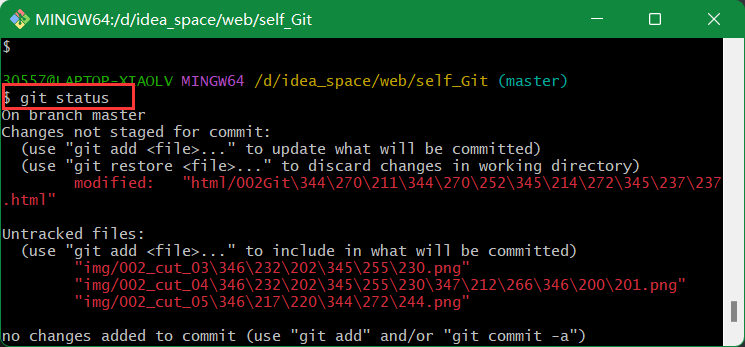 MINGW64:/d/idea_space/web/self_Git
$
30557@LAPTOP-XIAOLV MINGW64 /d/idea_space/web/self_Git (master)
$ git status
On branch master
Changes not staged for commit:
  (use "git add <file>..." to update what will be committed)
  (use "git restore <file>..." to discard changes in working directory)
        modified:   "html/002Git\344\270\211\344\270\252\345\214\272\345\237\237
.html"
Untracked files:
  (use "git add <file>..." to include in what will be committed)
        "img/002_cut_03\346\232\202\345\255\230.png"
        "img/002_cut_04\346\232\202\345\255\230\347\212\266\346\200\201.png"
        "img/002_cut_05\346\217\220\344\272\244.png"
no changes added to commit (use "git add" and/or "git commit -a")